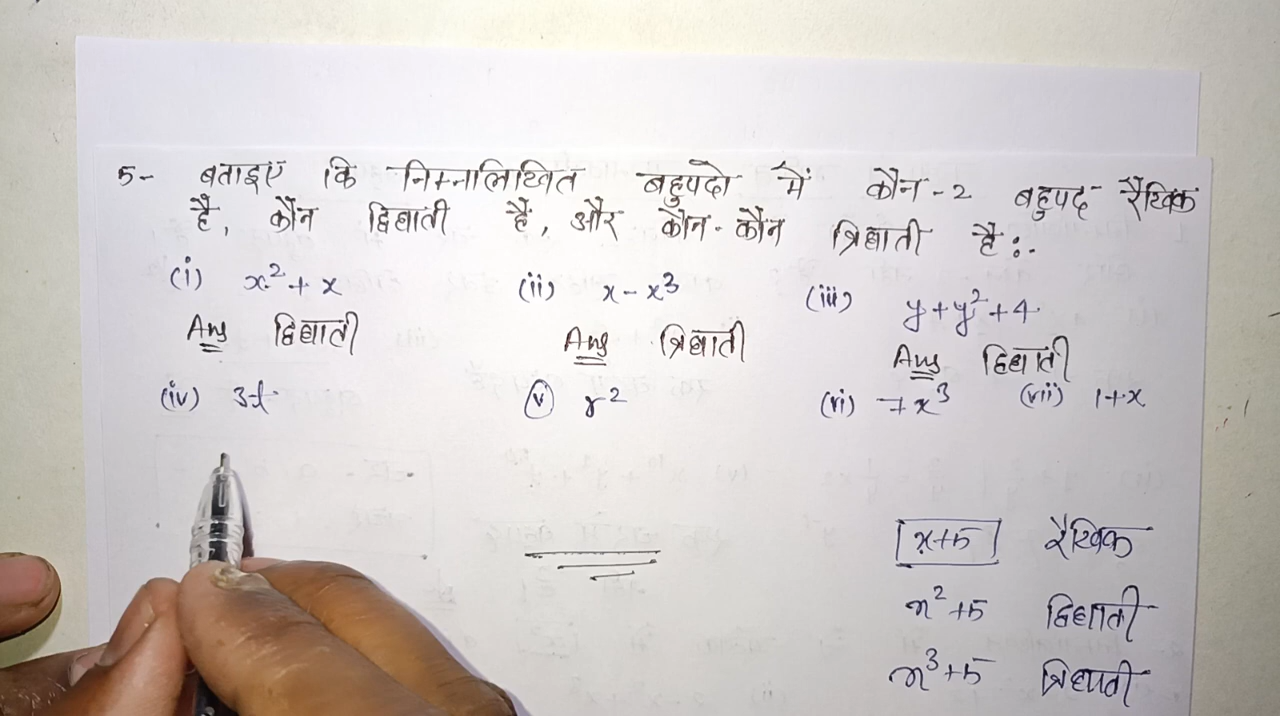 5- बताइए कि निम्नलिखित बहुपदो में कौन-2 बहुपद रैखिक
है, कौन द्विघाती हैं, और कौन-कौन त्रिघाती है :-
(i) x² + x (ii) x - x³ (iii) y + y² + 4
Ans द्विघाती Ans त्रिघाती Ans द्विघाती
(iv) 3t (v) r² (vi) 7x³ (vii) 1+x
x+5 रैखिक
x²+5 द्विघाती
x³+5 त्रिघाती